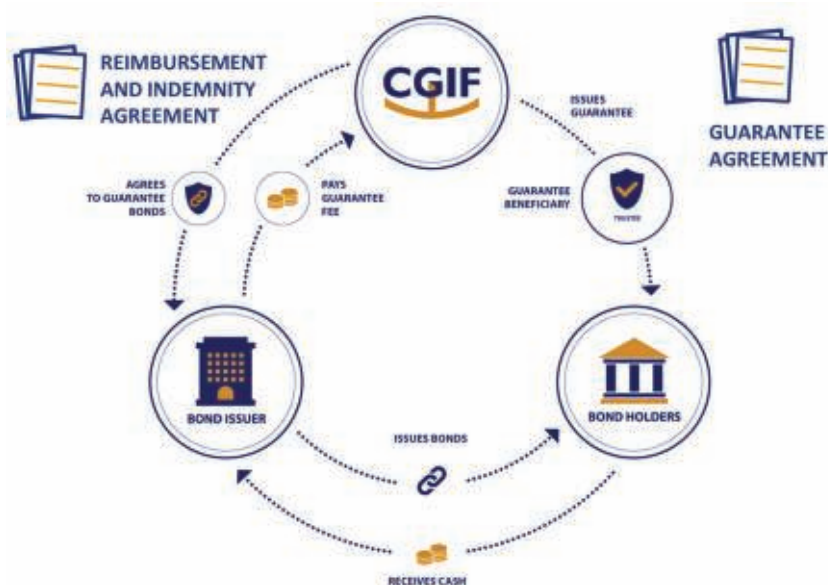 REIMBURSEMENT
AND INDEMNITY
AGREEMENT
CGIF
ISSUES
GUARANTEE
GUARANTEE
AGREEMENT
AGREES
TO GUARANTEE
BONDS
PAYS
GUARANTEE
FEE
GUARANTEE
BENEFICIARY
TRUSTED
BOND ISSUER
BOND HOLDERS
ISSUES BONDS
RECEIVES CASH